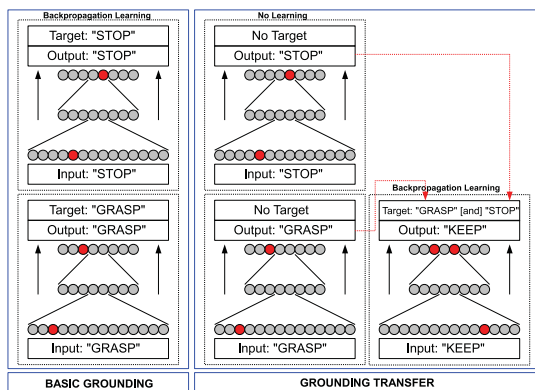 Backpropagation Learning
Target: "STOP"
Output: "STOP"
Input: "STOP"
Target: "GRASP"
Output: "GRASP"
Input: "GRASP"
BASIC GROUNDING
No Learning
No Target
Output: "STOP"
Input: "STOP"
No Target
Output: "GRASP"
Input: "GRASP"
Backpropagation Learning
Target: "GRASP" [and] "STOP"
Output: "KEEP"
Input: "KEEP"
GROUNDING TRANSFER